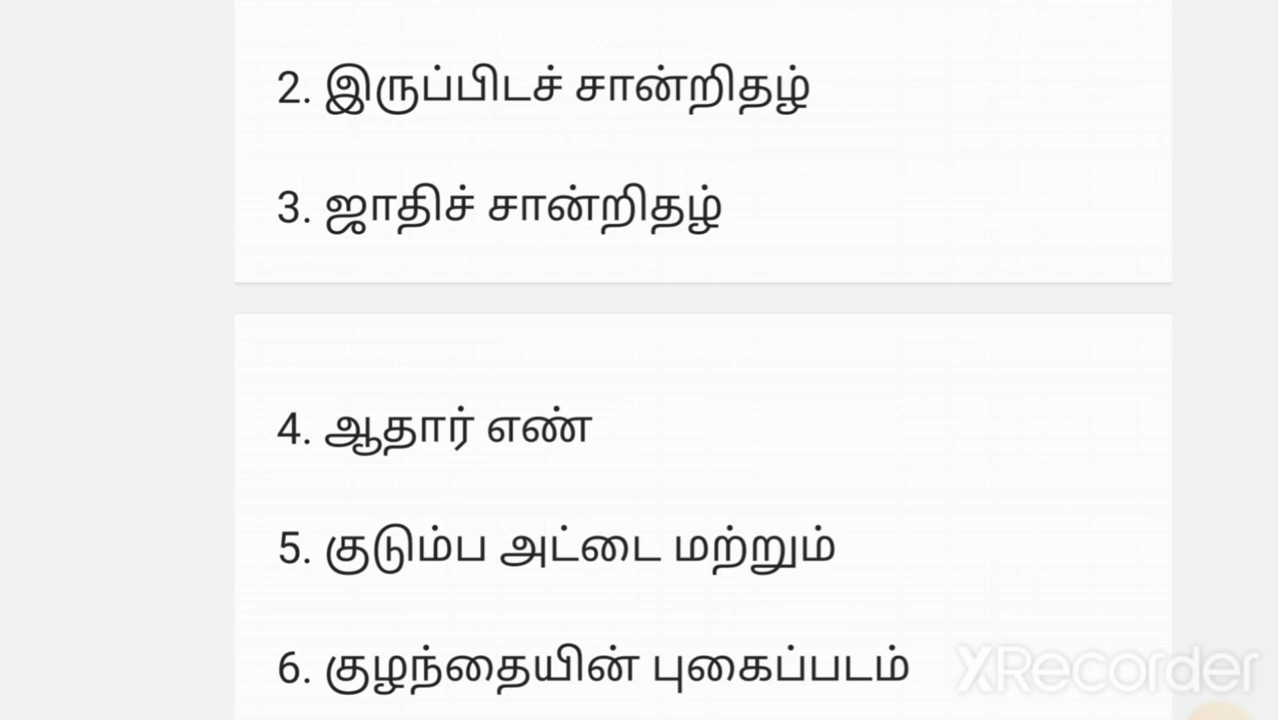 2. இருப்பிடச் சான்றிதழ்
3. ஜாதிச் சான்றிதழ்
4. ஆதார் எண்
5. குடும்ப அட்டை மற்றும்
6. குழந்தையின் புகைப்படம்
XRecorder